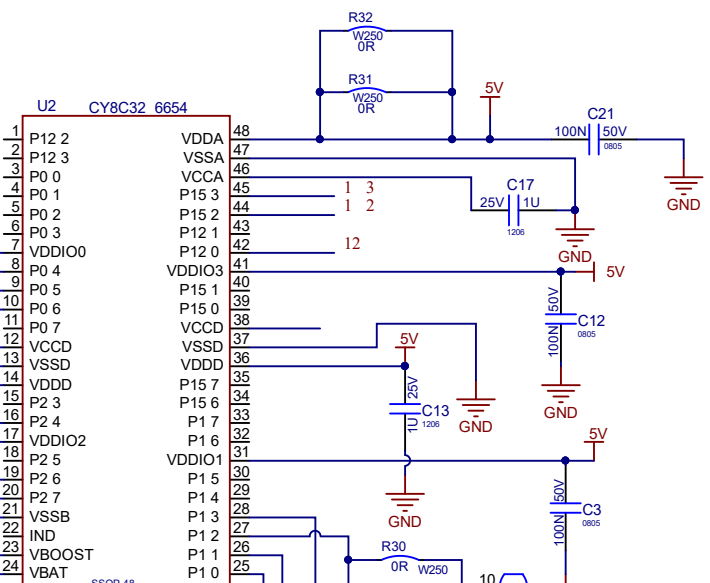 R32
W250
0R
R31
W250
0R
5V
U2 CY8C32 6654
C21
100N 50V
0805
GND
1 P12 2 VDDA 48
2 P12 3 VSSA 47
3 P0 0 VCCA 46
4 P0 1 P15 3 45 1 3
5 P0 2 P15 2 44 1 2
6 P0 3 P12 1 43
7 VDDIO0 P12 0 42 12
8 P0 4 VDDIO3 41
9 P0 5 P15 1 40
10 P0 6 P15 0 39
11 P0 7 VCCD 38
12 VCCD VSSD 37
13 VSSD VDDD 36
14 VDDD P15 7 35
15 P2 3 P15 6 34
16 P2 4 P1 7 33
17 VDDIO2 P1 6 32
18 P2 5 VDDIO1 31
19 P2 6 P1 5 30
20 P2 7 P1 4 29
21 VSSB P1 3 28
22 IND P1 2 27
23 VBOOST P1 1 26
24 VBAT P1 0 25
SSOP 48
C17
25V 1U
1206
GND
5V
50V
C12
0805
100N
GND
5V
25V
C13
1206
1U
GND
GND
5V
50V
C3
0805
100N
R30
0R W250
10